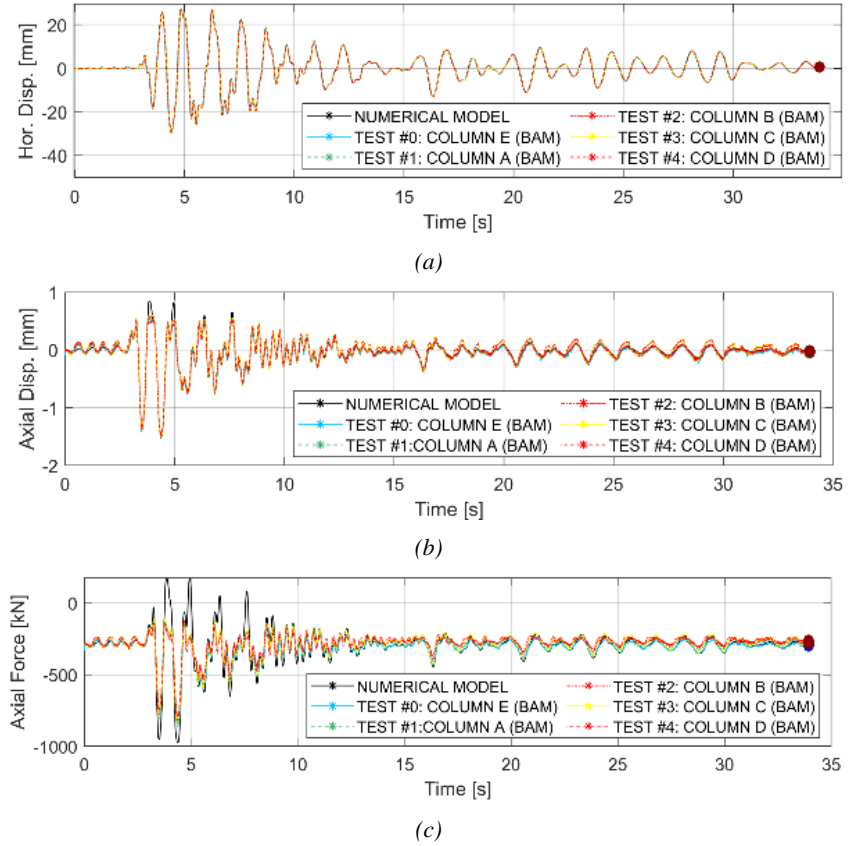 20
0
-20
-40
Hor. Disp. [mm]
NUMERICAL MODEL
TEST #0: COLUMN E (BAM)
TEST #1: COLUMN A (BAM)
TEST #2: COLUMN B (BAM)
TEST #3: COLUMN C (BAM)
TEST #4: COLUMN D (BAM)
0 5 10 15 20 25 30
Time [s]
(a)
1
0
-1
-2
Axial Disp. [mm]
NUMERICAL MODEL
TEST #0: COLUMN E (BAM)
TEST #1:COLUMN A (BAM)
TEST #2: COLUMN B (BAM)
TEST #3: COLUMN C (BAM)
TEST #4: COLUMN D (BAM)
0 5 10 15 20 25 30 35
Time [s]
(b)
0
-500
-1000
Axial Force [kN]
NUMERICAL MODEL
TEST #0: COLUMN E (BAM)
TEST #1:COLUMN A (BAM)
TEST #2: COLUMN B (BAM)
TEST #3: COLUMN C (BAM)
TEST #4: COLUMN D (BAM)
0 5 10 15 20 25 30 35
Time [s]
(c)